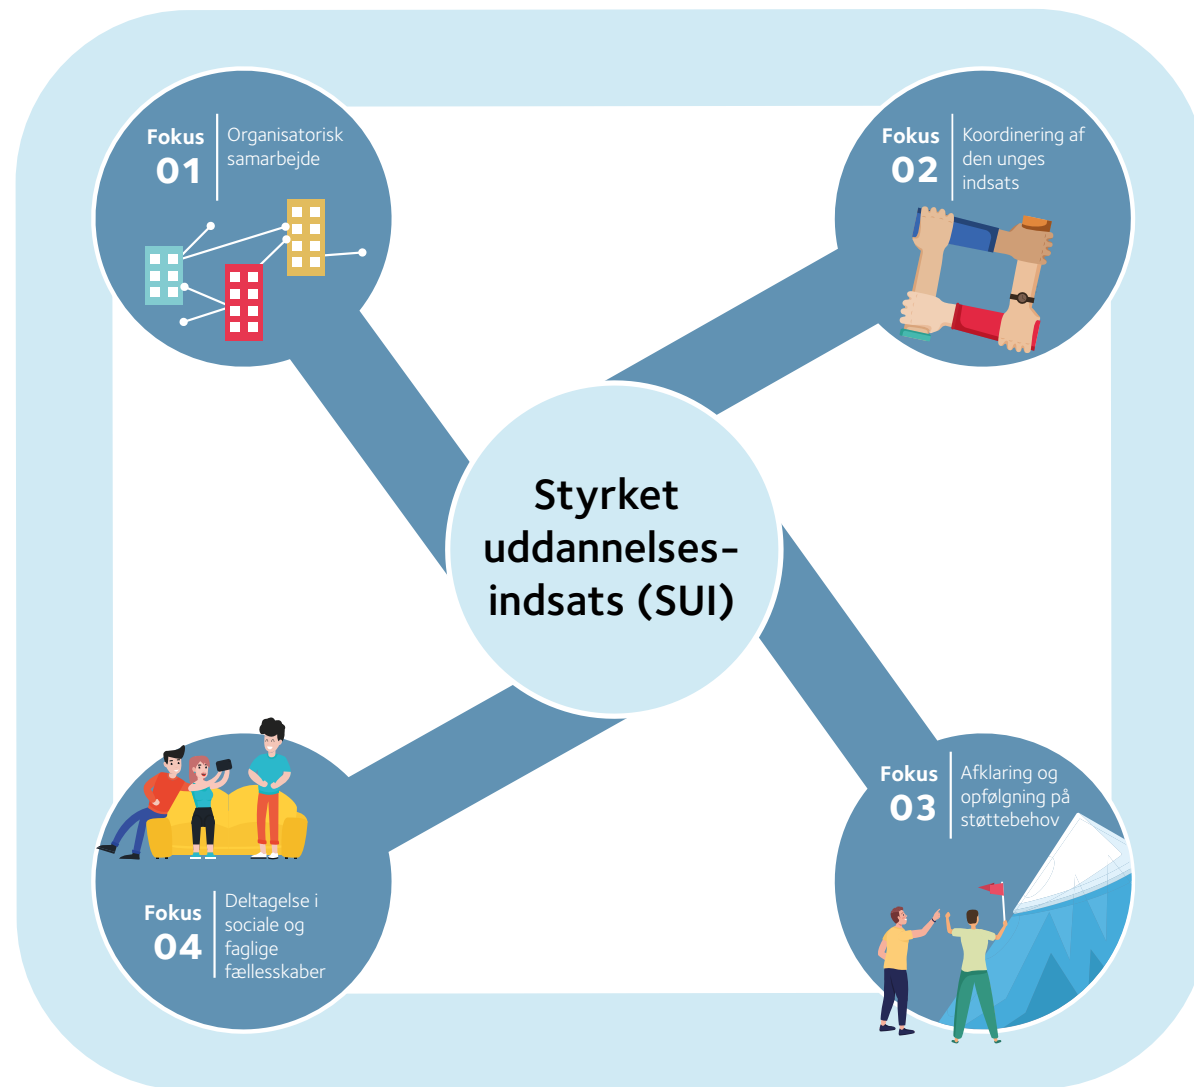 Fokus
01
Organisatorisk
samarbejde
Fokus
02
Koordinering af
den unges
indsats
Styrket
uddannelses-
indsats (SUI)
Fokus
03
Afklaring og
opfølgning på
støttebehov
Fokus
04
Deltagelse i
sociale og
faglige
fællesskaber